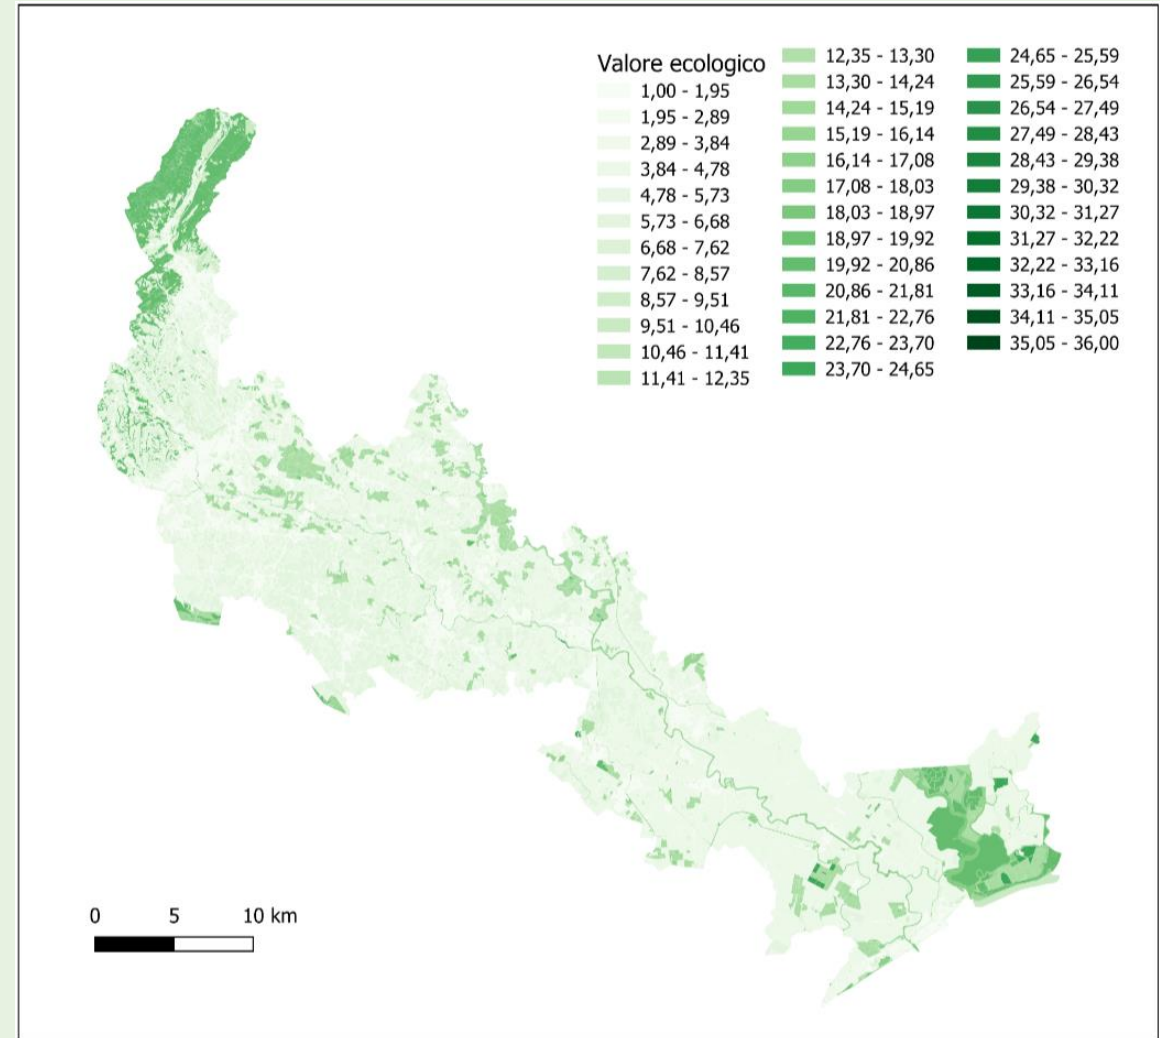 Valore ecologico
1,00 - 1,95
1,95 - 2,89
2,89 - 3,84
3,84 - 4,78
4,78 - 5,73
5,73 - 6,68
6,68 - 7,62
7,62 - 8,57
8,57 - 9,51
9,51 - 10,46
10,46 - 11,41
11,41 - 12,35
12,35 - 13,30
13,30 - 14,24
14,24 - 15,19
15,19 - 16,14
16,14 - 17,08
17,08 - 18,03
18,03 - 18,97
18,97 - 19,92
19,92 - 20,86
20,86 - 21,81
21,81 - 22,76
22,76 - 23,70
23,70 - 24,65
24,65 - 25,59
25,59 - 26,54
26,54 - 27,49
27,49 - 28,43
28,43 - 29,38
29,38 - 30,32
30,32 - 31,27
31,27 - 32,22
32,22 - 33,16
33,16 - 34,11
34,11 - 35,05
35,05 - 36,00
0 5 10 km